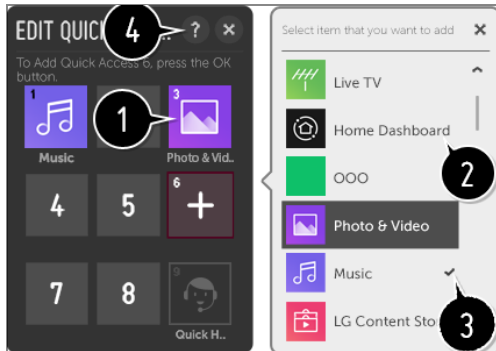 EDIT QUIC
4
..
?
To Add Quick Access 6, press the OK
button.
1
Music
1
3
Photo & Vid..
4
5
6
+
7
8
9
Quick H..
Select item that you want to add
Live TV
Home Dashboard
2
OOO
Photo & Video
Music
3
LG Content Sto